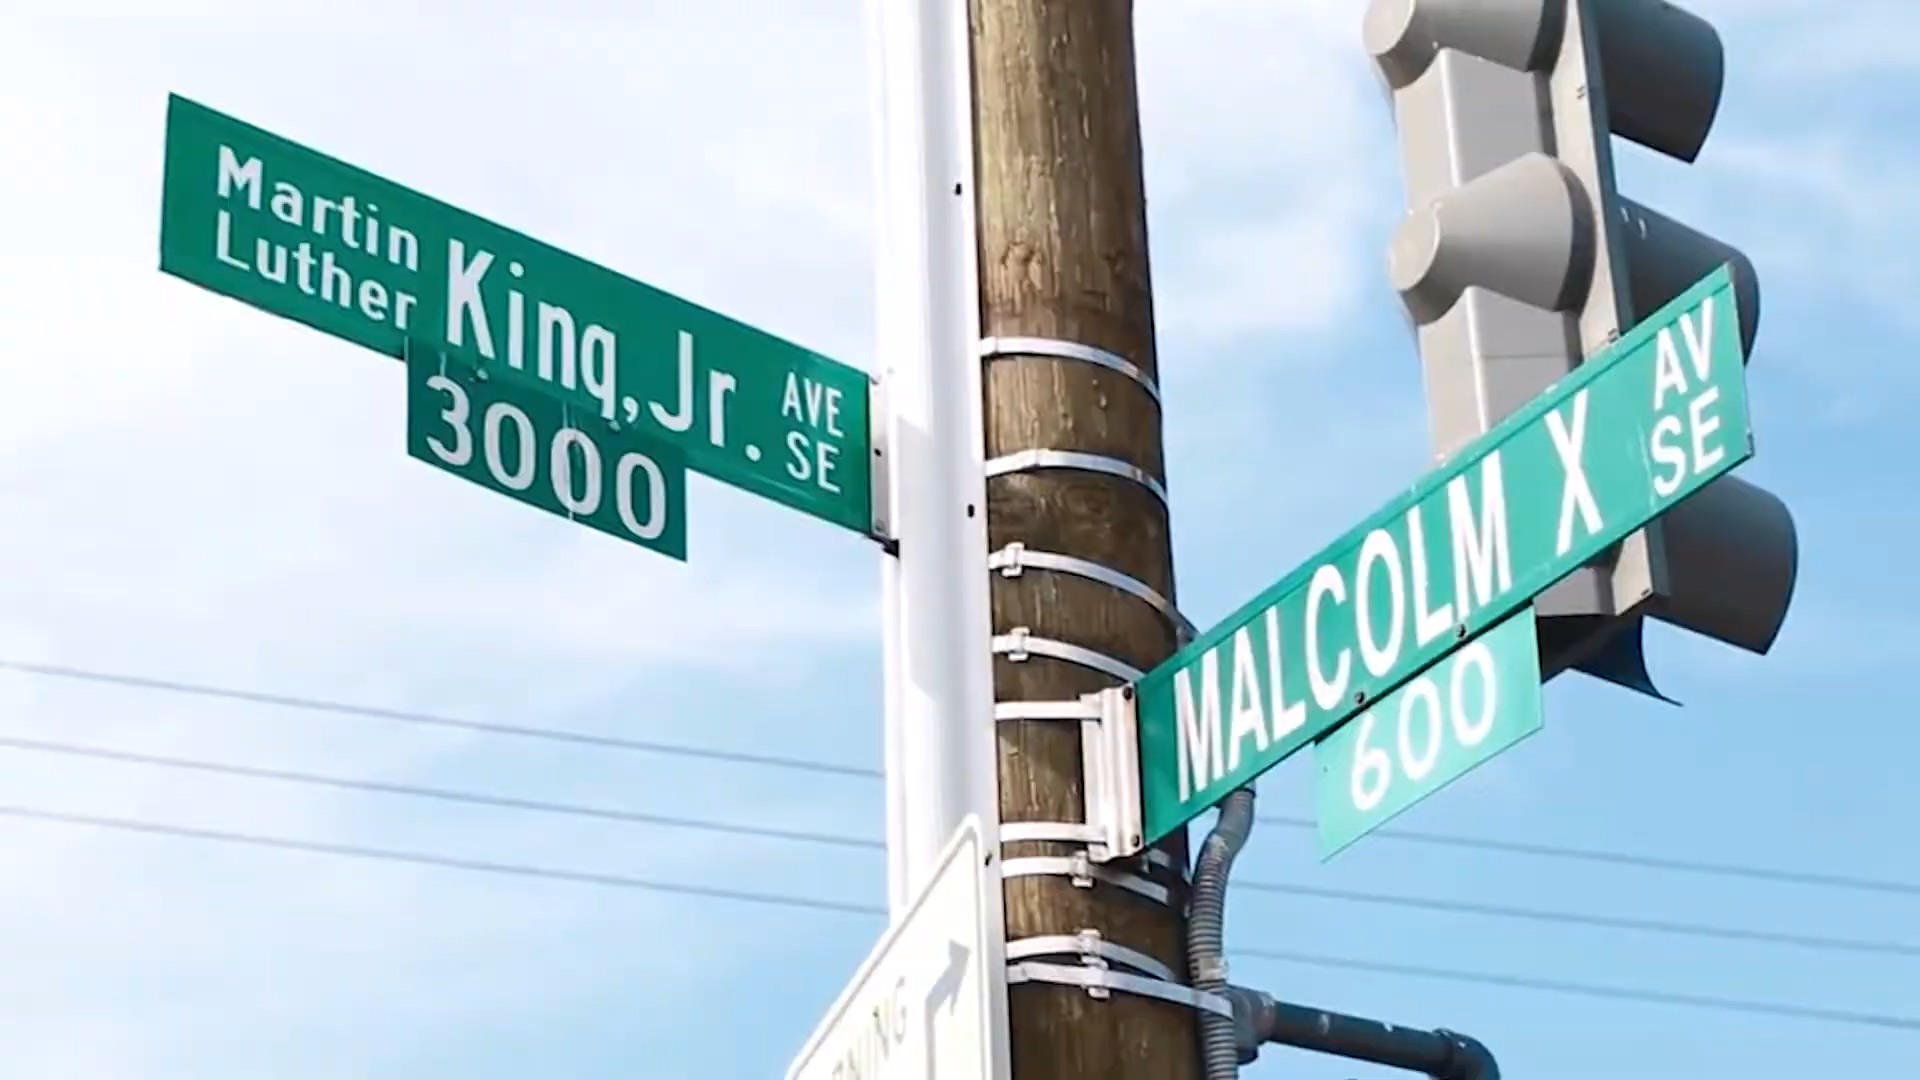 Martin
Luther
King, Jr.
AVE
SE
3000
MALCOLM X
AV
SE
600